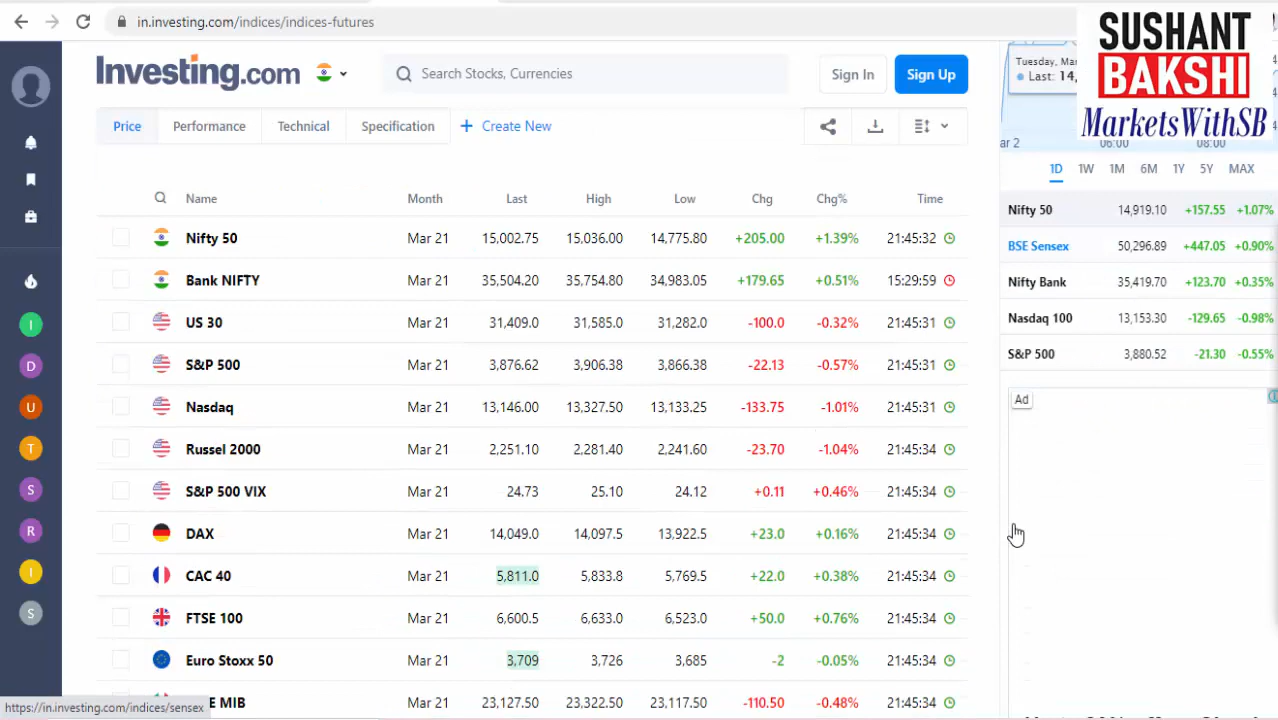 in.investing.com/indices/indices-futures
SUSHANT
BAKSHI
MarketsWithSB
Investing.com
Search Stocks, Currencies
Sign In
Sign Up
Tuesday, Mar
Last: 14,
Price Performance Technical Specification + Create New
ar 2 06:00 08:00
1D 1W 1M 6M 1Y 5Y MAX
Name Month Last High Low Chg Chg% Time
Nifty 50 Mar 21 15,002.75 15,036.00 14,775.80 +205.00 +1.39% 21:45:32
Bank NIFTY Mar 21 35,504.20 35,754.80 34,983.05 +179.65 +0.51% 15:29:59
US 30 Mar 21 31,409.0 31,585.0 31,282.0 -100.0 -0.32% 21:45:31
S&P 500 Mar 21 3,876.62 3,906.38 3,866.38 -22.13 -0.57% 21:45:31
Nasdaq Mar 21 13,146.00 13,327.50 13,133.25 -133.75 -1.01% 21:45:31
Russel 2000 Mar 21 2,251.10 2,281.40 2,241.60 -23.70 -1.04% 21:45:34
S&P 500 VIX Mar 21 24.73 25.10 24.12 +0.11 +0.46% 21:45:34
DAX Mar 21 14,049.0 14,097.5 13,922.5 +23.0 +0.16% 21:45:34
CAC 40 Mar 21 5,811.0 5,833.8 5,769.5 +22.0 +0.38% 21:45:34
FTSE 100 Mar 21 6,600.5 6,633.0 6,523.0 +50.0 +0.76% 21:45:34
Euro Stoxx 50 Mar 21 3,709 3,726 3,685 -2 -0.05% 21:45:34
E MIB Mar 21 23,127.50 23,322.50 23,117.50 -110.50 -0.48% 21:45:34
Nifty 50 14,919.10 +157.55 +1.07%
BSE Sensex 50,296.89 +447.05 +0.90%
Nifty Bank 35,419.70 +123.70 +0.35%
Nasdaq 100 13,153.30 -129.65 -0.98%
S&P 500 3,880.52 -21.30 -0.55%
Ad
I
D
U
T
S
R
I
S
https://in.investing.com/indices/sensex